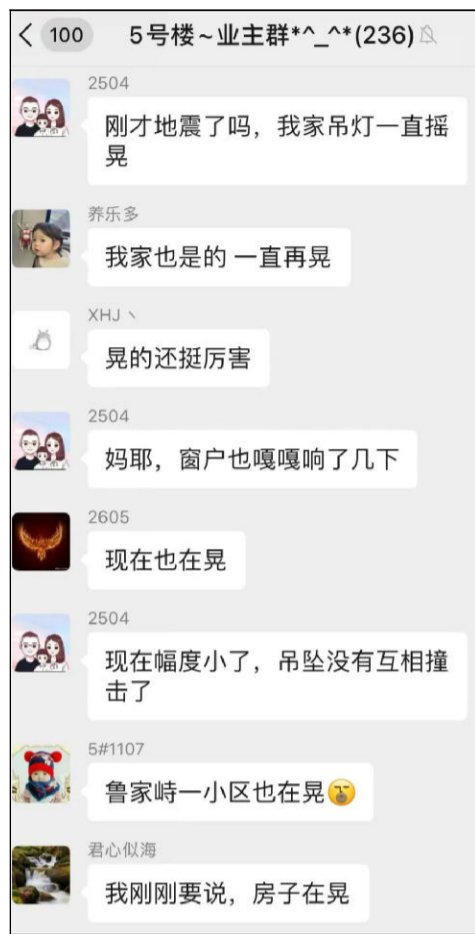 100 5号楼~业主群*^_^*(236)
2504
刚才地震了吗，我家吊灯一直摇
晃
养乐多
我家也是的 一直再晃
XHJ丶
晃的还挺厉害
2504
妈耶，窗户也嘎嘎响了几下
2605
现在也在晃
2504
现在幅度小了，吊坠没有互相撞
击了
5#1107
鲁家峙一小区也在晃
君心似海
我刚刚要说，房子在晃